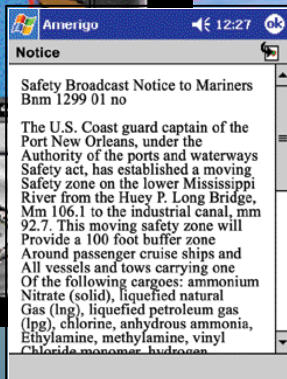 Amerigo 12:27 ok
Notice
Safety Broadcast Notice to Mariners
Bnm 1299 01 no
The U.S. Coast guard captain of the
Port New Orleans, under the
Authority of the ports and waterways
Safety act, has established a moving
Safety zone on the lower Mississippi
River from the Huey P. Long Bridge,
Mm 106.1 to the industrial canal, mm
92.7. This moving safety zone will
Provide a 100 foot buffer zone
Around passenger cruise ships and
All vessels and tows carrying one
Of the following cargoes: ammonium
Nitrate (solid), liquefied natural
Gas (lng), liquefied petroleum gas
(lpg), chlorine, anhydrous ammonia,
Ethylamine, methylamine, vinyl
Chloride monomer, hydrogen